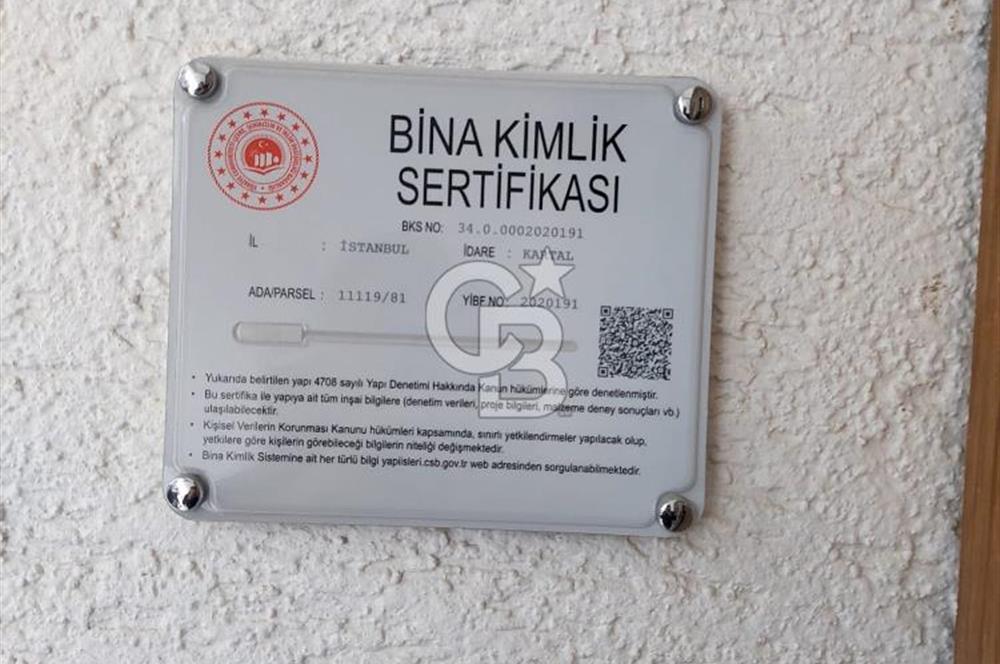 BİNA KİMLİK
SERTİFİKASI
BKS NO: 34.0.0002020191
İL : İSTANBUL İDARE : KARTAL
ADA/PARSEL : 11119/81 YİBF NO: 2020191
• Yukarıda belirtilen yapı 4708 sayılı Yapı Denetimi Hakkında Kanun hükümlerine göre denetlenmiştir.
• Bu sertifika ile yapıya ait tüm inşai bilgilere (denetim verileri, proje bilgileri, malzeme deney sonuçları vb.)
ulaşılabilecektir.
• Kişisel Verilerin Korunması Kanunu hükümleri kapsamında, sınırlı yetkilendirmeler yapılacak olup,
yetkilere göre kişilerin görebileceği bilgilerin niteliği değişmektedir.
• Bina Kimlik Sistemine ait her türlü bilgi yapiisleri.csb.gov.tr web adresinden sorgulanabilmektedir.
CB